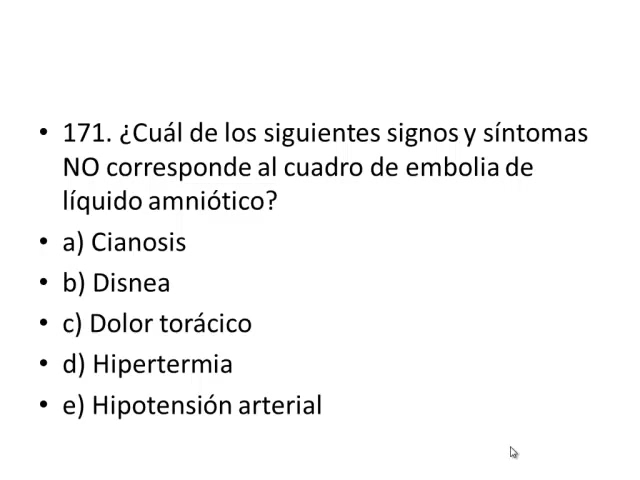 • 171. ¿Cuál de los siguientes signos y síntomas
NO corresponde al cuadro de embolia de
líquido amniótico?
• a) Cianosis
• b) Disnea
• c) Dolor torácico
• d) Hipertermia
• e) Hipotensión arterial